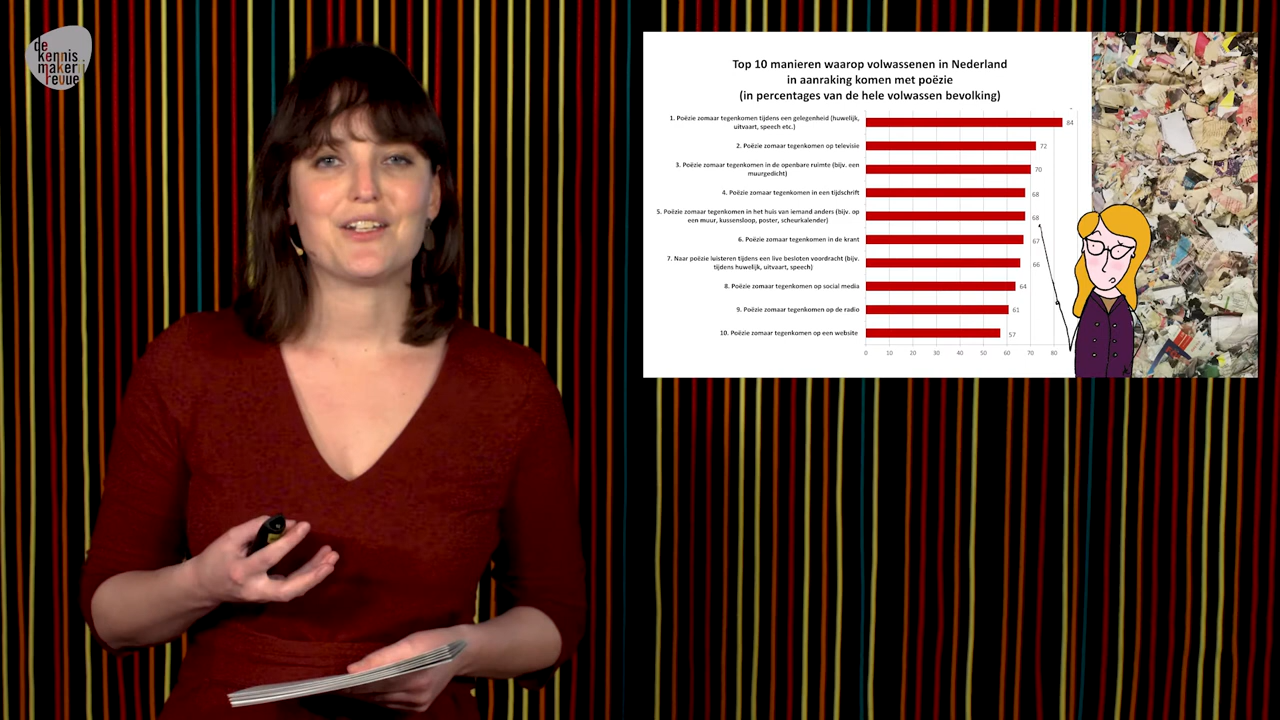 de
kennis
makerij
revue
Top 10 manieren waarop volwassenen in Nederland
in aanraking komen met poëzie
(in percentages van de hele volwassen bevolking)
1. Poëzie zomaar tegenkomen tijdens een gelegenheid (huwelijk,
uitvaart, speech etc.)
84
2. Poëzie zomaar tegenkomen op televisie
72
3. Poëzie zomaar tegenkomen in de openbare ruimte (bijv. een
muurgedicht)
70
4. Poëzie zomaar tegenkomen in een tijdschrift
68
5. Poëzie zomaar tegenkomen in het huis van iemand anders (bijv. op
een muur, kussensloop, poster, scheurkalender)
68
6. Poëzie zomaar tegenkomen in de krant
67
7. Naar poëzie luisteren tijdens een live besloten voordracht (bijv.
tijdens huwelijk, uitvaart, speech)
66
8. Poëzie zomaar tegenkomen op social media
64
9. Poëzie zomaar tegenkomen op de radio
61
10. Poëzie zomaar tegenkomen op een website
57
0 10 20 30 40 50 60 70 80